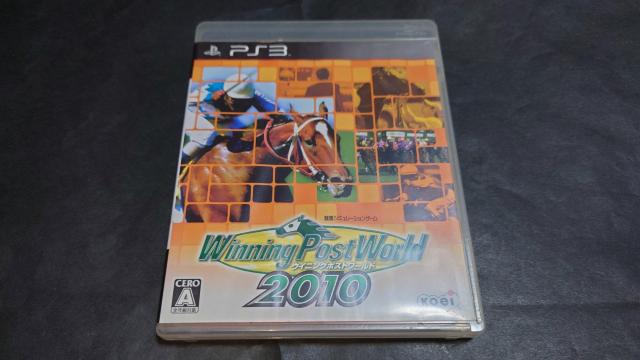 PS3
競馬シミュレーションゲーム
Winning Post World
ウイニングポストワールド
2010
CERO
A
全年齢対象
KOEI